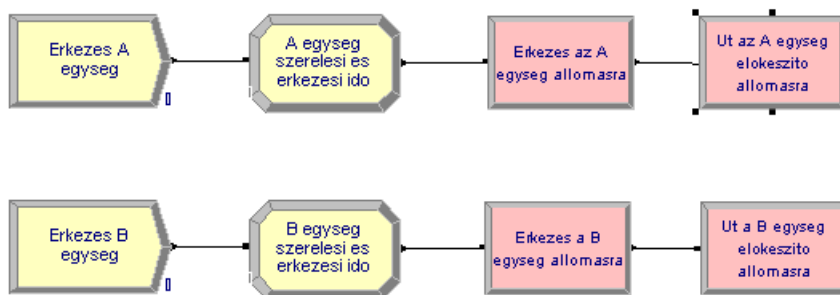 Erkezes A
egyseg
A egyseg
szerelesi es
erkezesi ido
Erkezes az A
egyseg allomasra
Ut az A egyseg
elokeszito
allomasra
Erkezes B
egyseg
B egyseg
szerelesi es
erkezesi ido
Erkezes a B
egyseg allomasra
Ut a B egyseg
elokeszito
allomasra